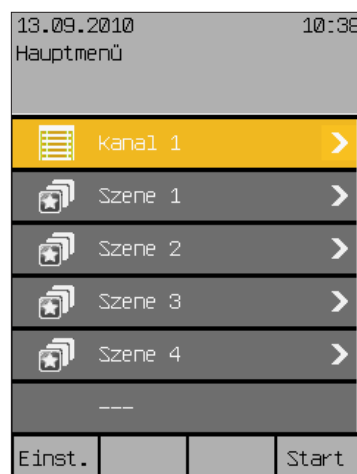 13.09.2010 10:38
Hauptmenü
Kanal 1
Szene 1
Szene 2
Szene 3
Szene 4
---
Einst. Start